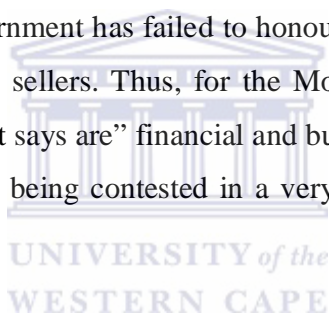 rnment has failed to honou
sellers. Thus, for the Mo
t says are” financial and bu
being contested in a very
UNIVERSITY of the
WESTERN CAPE